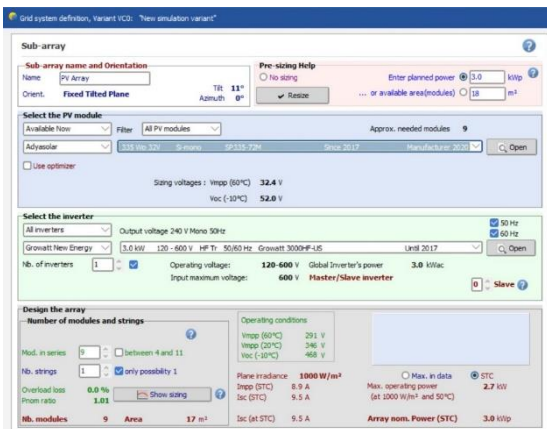 Grid system definition, Variant VC0: "New simulation variant"
Sub-array
Sub-array name and Orientation
Name PV Array
Orient. Fixed Tilted Plane
Tilt 11°
Azimuth 0°
Pre-sizing Help
No sizing
Enter planned power 3.0 kWp
Resize
... or available area(modules) 18 m²
Select the PV module
Available Now Filter All PV modules Approx. needed modules 9
Adyasolar 335 Wp 32V Si-mono SP335-72M Since 2017 Manufacturer 2020 Open
Use optimizer
Sizing voltages : Vmpp (60°C) 32.4 V
Voc (-10°C) 52.0 V
Select the inverter
All inverters Output voltage 240 V Mono 50Hz
50 Hz
60 Hz
Growatt New Energy 3.0 kW 120 - 600 V HF Tr 50/60 Hz Growatt 3000HF-US Until 2017 Open
Nb. of inverters 1 Operating voltage: 120-600 V Global Inverter's power 3.0 kWac
Input maximum voltage: 600 V Master/Slave inverter 0 Slave
Design the array
Number of modules and strings
Mod. in series 9 between 4 and 11
Nb. strings 1 only possibility 1
Overload loss 0.0 %
Pnom ratio 1.01
Show sizing
Nb. modules 9 Area 17 m²
Operating conditions
Vmpp (60°C) 291 V
Vmpp (20°C) 346 V
Voc (-10°C) 468 V
Plane irradiance 1000 W/m²
Impp (STC) 8.9 A
Isc (STC) 9.5 A
Isc (at STC) 9.5 A
Max. in data STC
Max. operating power 2.7 kW
(at 1000 W/m² and 50°C)
Array nom. Power (STC) 3.0 kWp